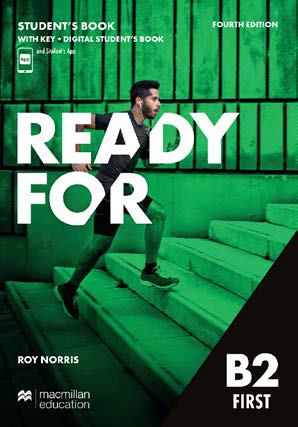 STUDENT'S BOOK
FOURTH EDITION
WITH KEY + DIGITAL STUDENT'S BOOK
App
and Student's App
READY
FOR
ROY NORRIS
B2
FIRST
macmillan
education